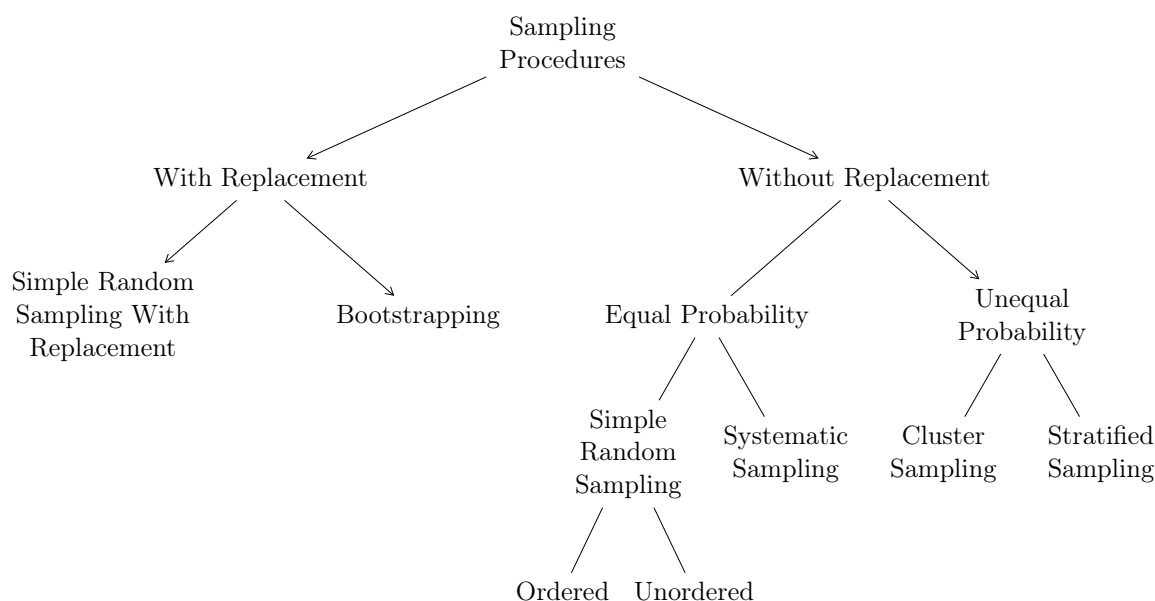 Sampling
Procedures
With Replacement
Without Replacement
Simple Random
Sampling With
Replacement
Bootstrapping
Equal Probability
Unequal
Probability
Simple
Random
Sampling
Systematic
Sampling
Cluster
Sampling
Stratified
Sampling
Ordered
Unordered